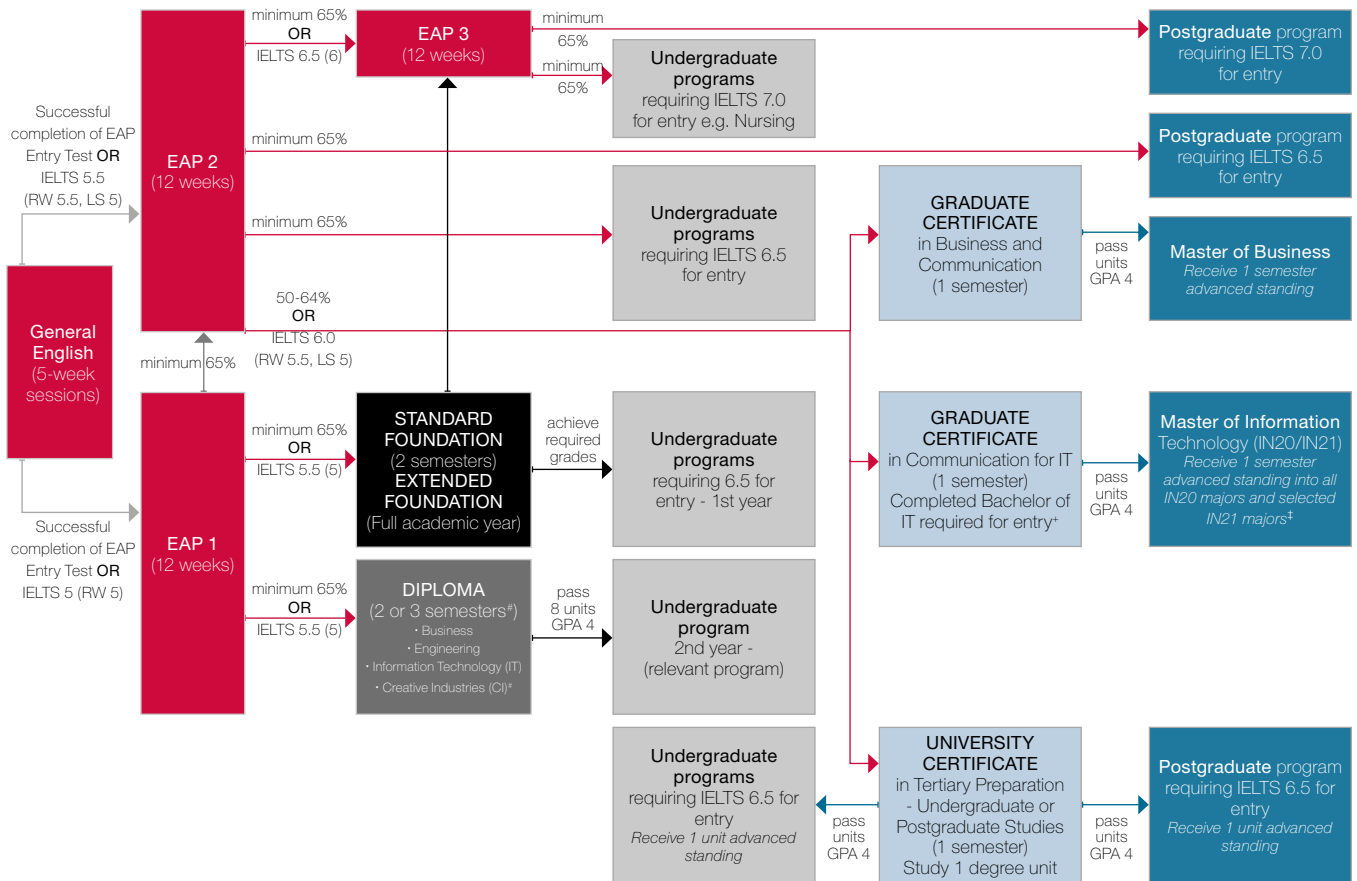 minimum 65%
OR
IELTS 6.5 (6)
EAP 3
(12 weeks)
minimum
65%
minimum
65%
Undergraduate
programs
requiring IELTS 7.0
for entry e.g. Nursing
Postgraduate program
requiring IELTS 7.0
for entry
Successful
completion of EAP
Entry Test OR
IELTS 5.5
(RW 5.5, LS 5)
EAP 2
(12 weeks)
minimum 65%
Postgraduate program
requiring IELTS 6.5
for entry
minimum 65%
Undergraduate
programs
requiring IELTS 6.5
for entry
GRADUATE
CERTIFICATE
in Business and
Communication
(1 semester)
pass
units
GPA 4
Master of Business
Receive 1 semester
advanced standing
General
English
(5-week
sessions)
50-64%
OR
IELTS 6.0
(RW 5.5, LS 5)
minimum 65%
Successful
completion of EAP
Entry Test OR
IELTS 5 (RW 5)
EAP 1
(12 weeks)
minimum 65%
OR
IELTS 5.5 (5)
STANDARD
FOUNDATION
(2 semesters)
EXTENDED
FOUNDATION
(Full academic year)
achieve
required
grades
Undergraduate
programs
requiring 6.5 for
entry - 1st year
GRADUATE
CERTIFICATE
in Communication for IT
(1 semester)
Completed Bachelor of
IT required for entry+
pass
units
GPA 4
Master of Information
Technology (IN20/IN21)
Receive 1 semester
advanced standing into all
IN20 majors and selected
IN21 majors‡
minimum 65%
OR
IELTS 5.5 (5)
DIPLOMA
(2 or 3 semesters#)
• Business
• Engineering
• Information Technology (IT)
• Creative Industries (CI)#
pass
8 units
GPA 4
Undergraduate
program
2nd year -
(relevant program)
Undergraduate
programs
requiring IELTS 6.5 for
entry
Receive 1 unit advanced
standing
pass
units
GPA 4
UNIVERSITY
CERTIFICATE
in Tertiary Preparation
- Undergraduate or
Postgraduate Studies
(1 semester)
Study 1 degree unit
pass
units
GPA 4
Postgraduate program
requiring IELTS 6.5 for
entry
Receive 1 unit advanced
standing